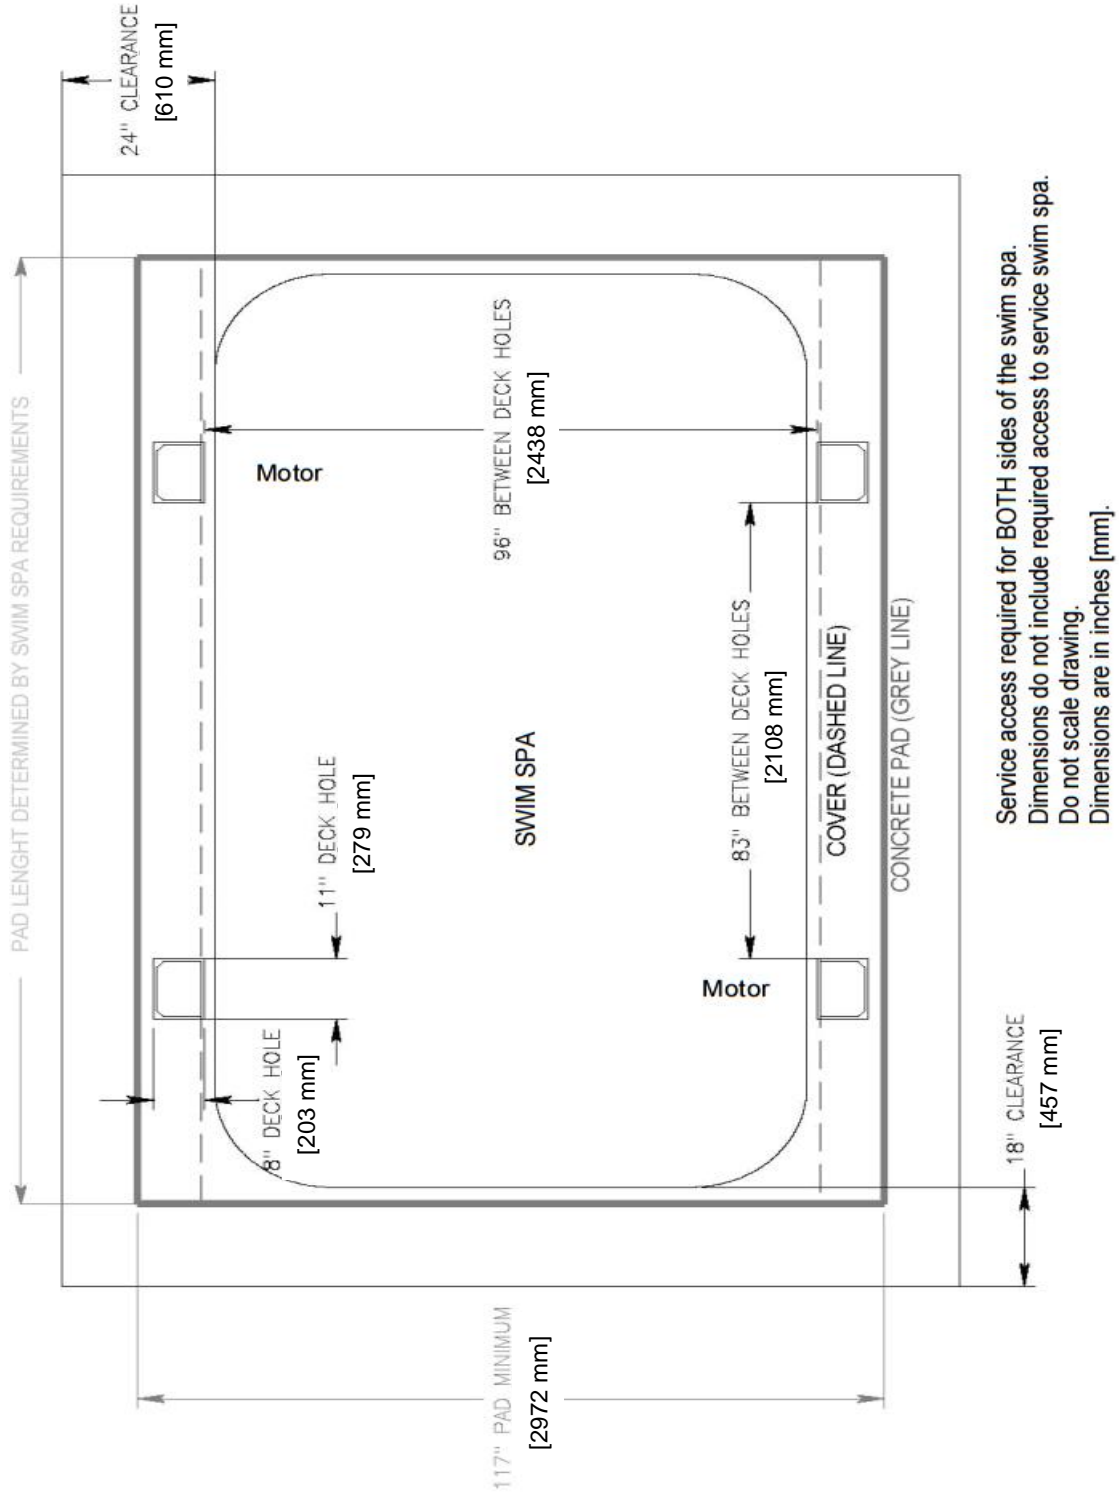 PAD LENGHT DETERMINED BY SWIM SPA REQUIREMENTS
24" CLEARANCE
[610 mm]
Motor
96" BETWEEN DECK HOLES
[2438 mm]
11" DECK HOLE
[279 mm]
8" DECK HOLE
[203 mm]
SWIM SPA
83" BETWEEN DECK HOLES
[2108 mm]
Motor
COVER (DASHED LINE)
CONCRETE PAD (GREY LINE)
18" CLEARANCE
[457 mm]
117" PAD MINIMUM
[2972 mm]
Service access required for BOTH sides of the swim spa.
Dimensions do not include required access to service swim spa.
Do not scale drawing.
Dimensions are in inches [mm].